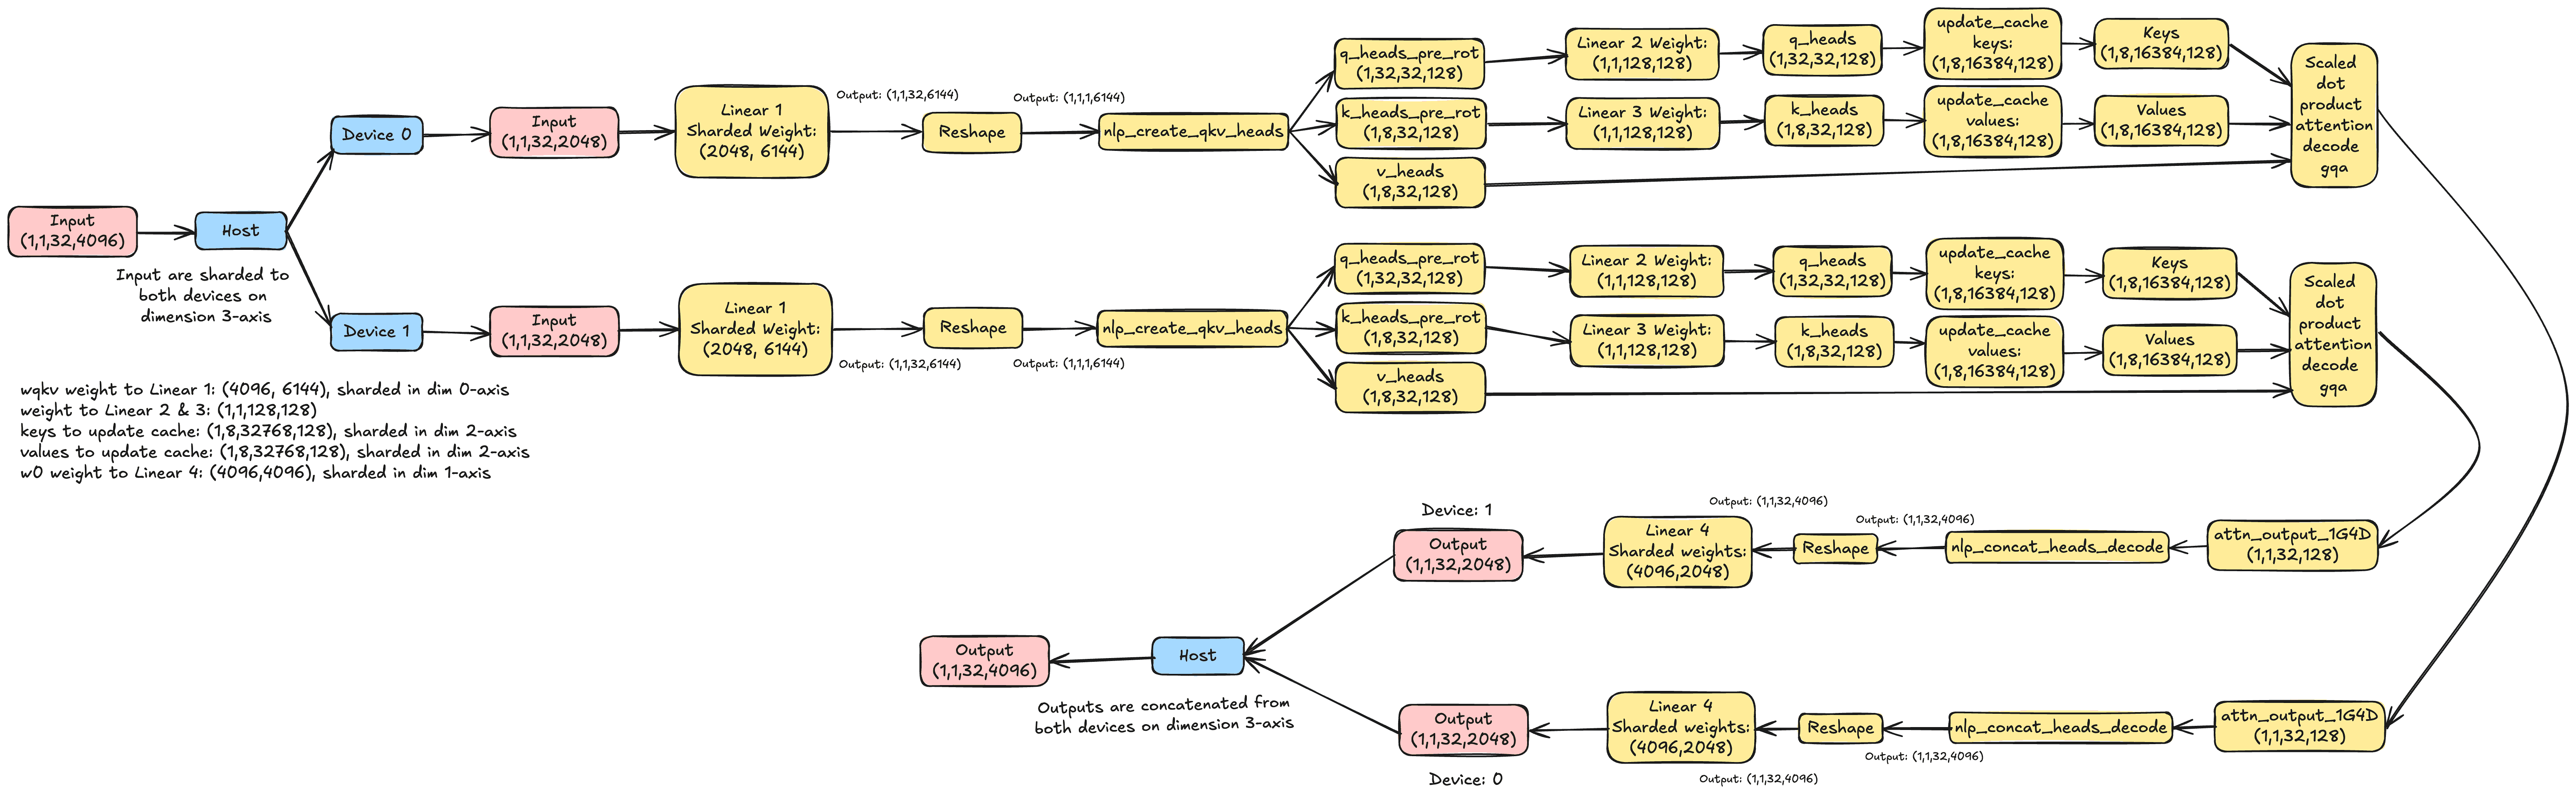 Input
(1,1,32,4096)
Host
Input are sharded to
both devices on
dimension 3-axis
Device 0
Input
(1,1,32,2048)
Linear 1
Sharded Weight:
(2048, 6144)
Output: (1,1,32,6144)
Reshape
Output: (1,1,1,6144)
nlp_create_qkv_heads
q_heads_pre_rot
(1,32,32,128)
Linear 2 Weight:
(1,1,128,128)
q_heads
(1,32,32,128)
update_cache
keys:
(1,8,16384,128)
Keys
(1,8,16384,128)
k_heads_pre_rot
(1,8,32,128)
Linear 3 Weight:
(1,1,128,128)
k_heads
(1,8,32,128)
update_cache
values:
(1,8,16384,128)
Values
(1,8,16384,128)
v_heads
(1,8,32,128)
Scaled
dot
product
attention
decode
gqa
Device 1
Input
(1,1,32,2048)
Linear 1
Sharded Weight:
(2048, 6144)
Output: (1,1,32,6144)
Reshape
Output: (1,1,1,6144)
nlp_create_qkv_heads
q_heads_pre_rot
(1,32,32,128)
Linear 2 Weight:
(1,1,128,128)
q_heads
(1,32,32,128)
update_cache
keys:
(1,8,16384,128)
Keys
(1,8,16384,128)
k_heads_pre_rot
(1,8,32,128)
Linear 3 Weight:
(1,1,128,128)
k_heads
(1,8,32,128)
update_cache
values:
(1,8,16384,128)
Values
(1,8,16384,128)
v_heads
(1,8,32,128)
Scaled
dot
product
attention
decode
gqa
wqkv weight to Linear 1: (4096, 6144), sharded in dim 0-axis
weight to Linear 2 & 3: (1,1,128,128)
keys to update cache: (1,8,32768,128), sharded in dim 2-axis
values to update cache: (1,8,32768,128), sharded in dim 2-axis
w0 weight to Linear 4: (4096,4096), sharded in dim 1-axis
attn_output_1G4D
(1,1,32,128)
nlp_concat_heads_decode
Output: (1,1,32,4096)
Reshape
Output: (1,1,32,4096)
Linear 4
Sharded weights:
(4096,2048)
Device: 1
Output
(1,1,32,2048)
attn_output_1G4D
(1,1,32,128)
nlp_concat_heads_decode
Output: (1,1,32,4096)
Reshape
Output: (1,1,32,4096)
Linear 4
Sharded weights:
(4096,2048)
Output
(1,1,32,2048)
Device: 0
Host
Outputs are concatenated from
both devices on dimension 3-axis
Output
(1,1,32,4096)